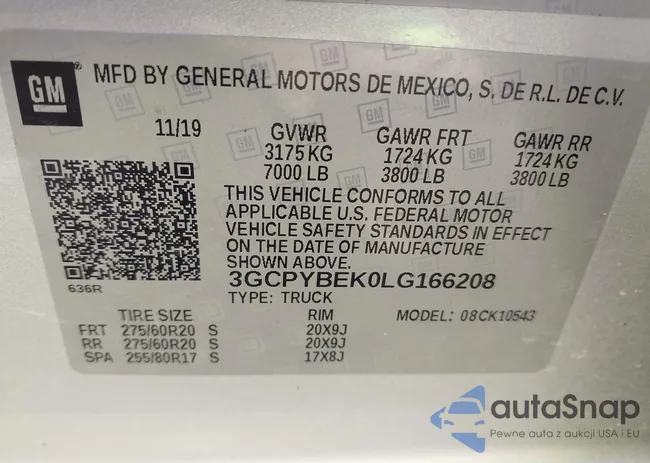 GM ® MFD BY GENERAL MOTORS DE MEXICO, S. DE R.L. DE C.V.
11/19 GVWR GAWR FRT GAWR RR
3175 KG 1724 KG 1724 KG
7000 LB 3800 LB 3800 LB
THIS VEHICLE CONFORMS TO ALL
APPLICABLE U.S. FEDERAL MOTOR
VEHICLE SAFETY STANDARDS IN EFFECT
ON THE DATE OF MANUFACTURE
SHOWN ABOVE.
636R
3GCPYBEK0LG166208
TYPE: TRUCK
TIRE SIZE RIM MODEL: 08CK10543
FRT 275/60R20 S 20X9J
RR 275/60R20 S 20X9J
SPA 255/80R17 S 17X8J
autaSnap
Pewne auta z aukcji USA i EU